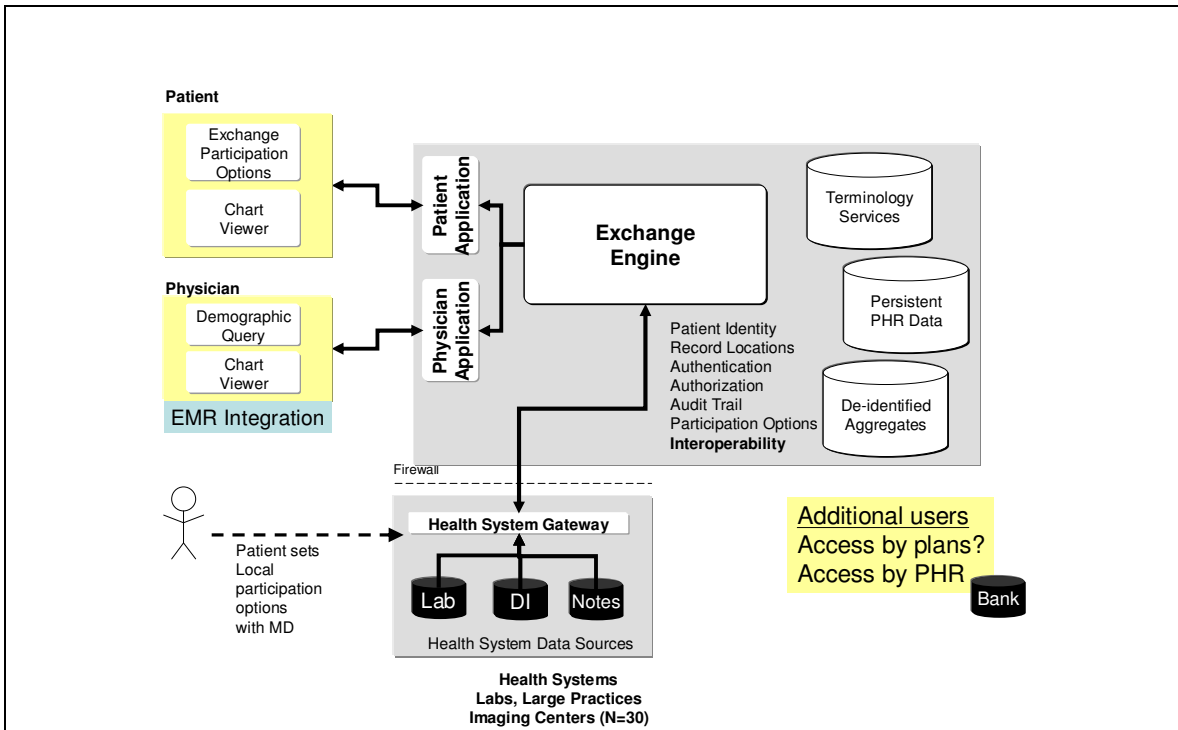 Patient
Exchange
Participation
Options
Chart
Viewer
Physician
Demographic
Query
Chart
Viewer
EMR Integration
Patient
Application
Physician
Application
Exchange
Engine
Terminology
Services
Persistent
PHR Data
De-identified
Aggregates
Patient Identity
Record Locations
Authentication
Authorization
Audit Trail
Participation Options
Interoperability
Firewall
Health System Gateway
Lab
DI
Notes
Health System Data Sources
Patient sets
Local
participation
options
with MD
Health Systems
Labs, Large Practices
Imaging Centers (N=30)
Additional users
Access by plans?
Access by PHR
Bank